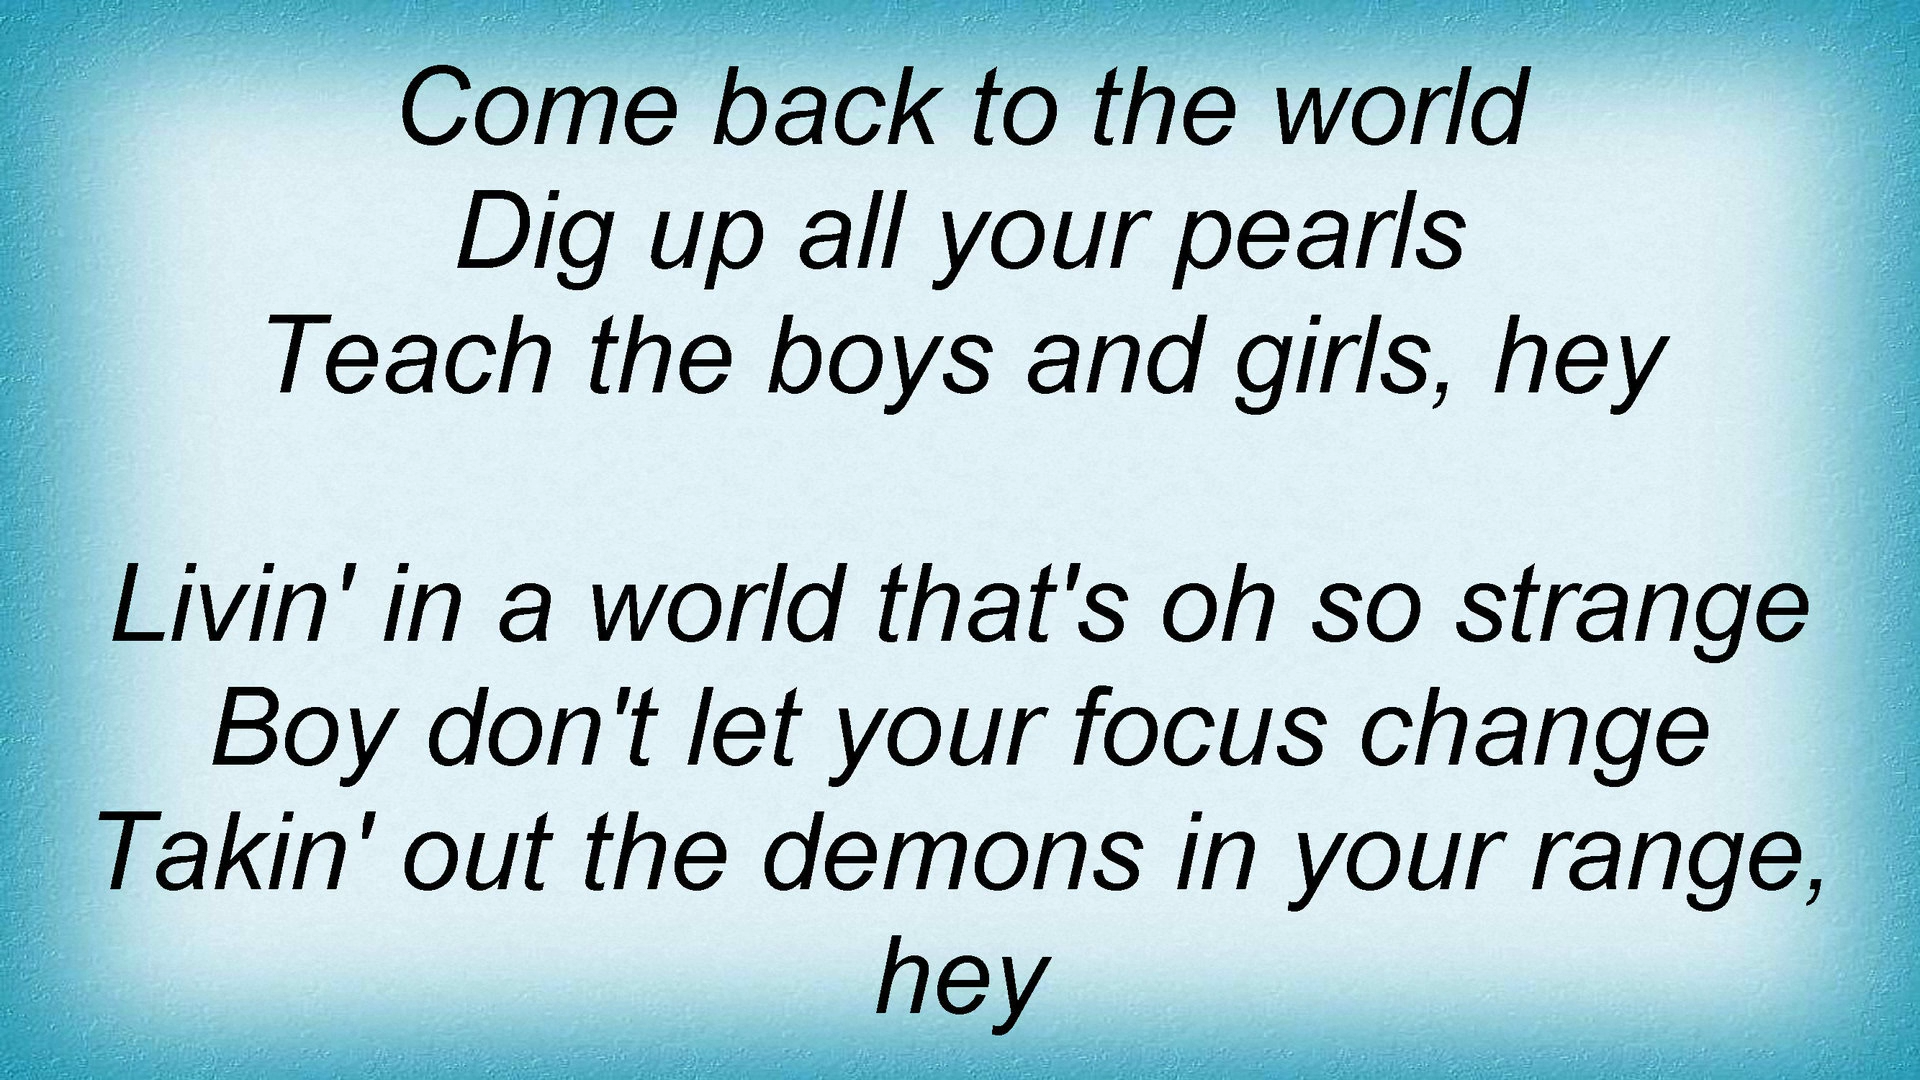 Come back to the world
Dig up all your pearls
Teach the boys and girls, hey
Livin' in a world that's oh so strange
Boy don't let your focus change
Takin' out the demons in your range,
hey